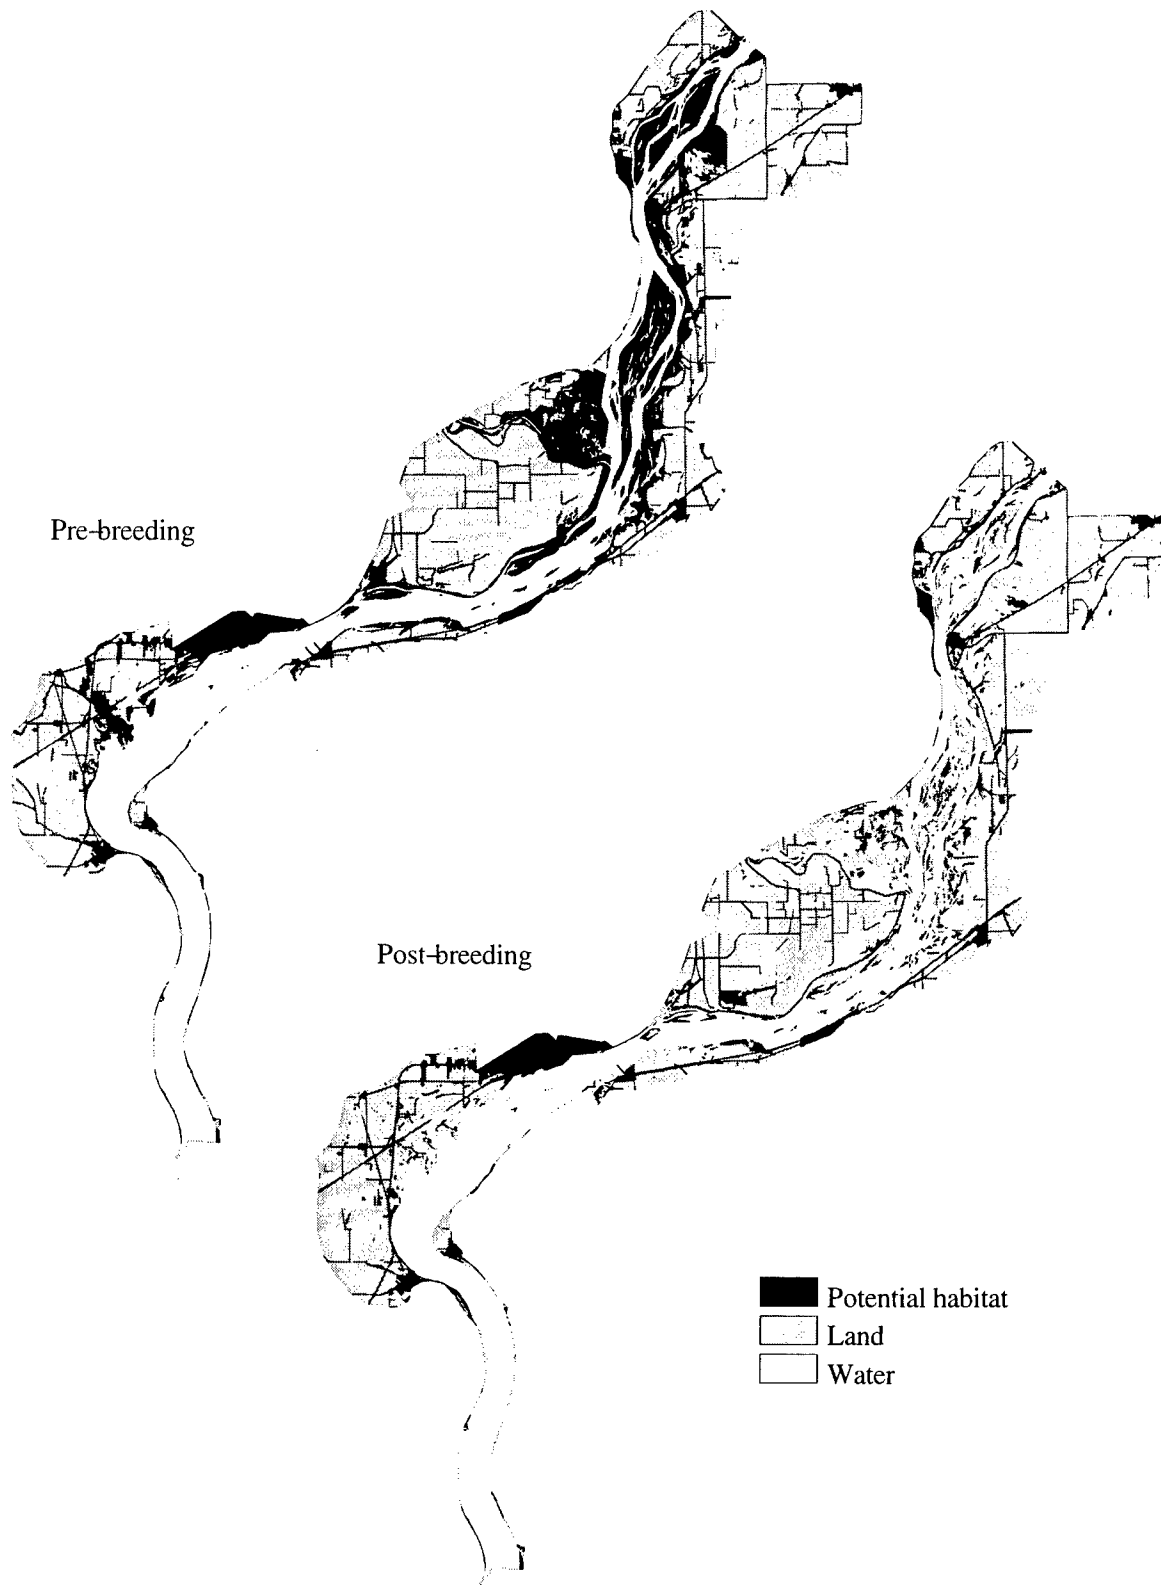 Pre-breeding
Post-breeding
Potential habitat
Land
Water